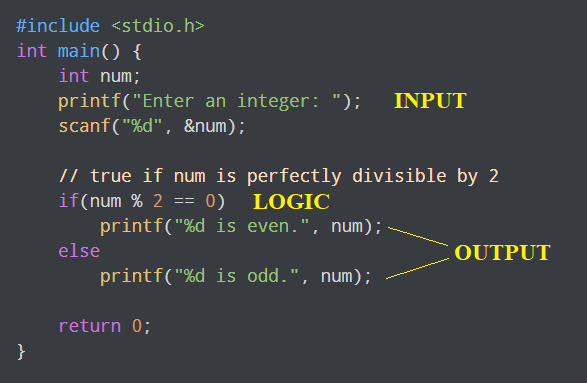 #include <stdio.h>
int main() {
    int num;
    printf("Enter an integer: ");   INPUT
    scanf("%d", &num);

    // true if num is perfectly divisible by 2
    if(num % 2 == 0)   LOGIC
        printf("%d is even.", num);
    else
OUTPUT
        printf("%d is odd.", num);

    return 0;
}